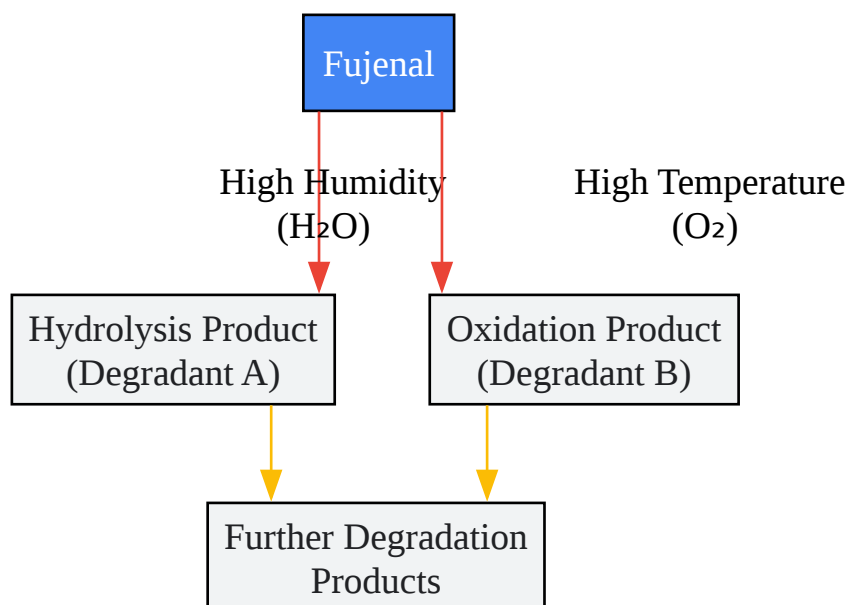 Fujenal
High Humidity
(H₂O)
High Temperature
(O₂)
Hydrolysis Product
(Degradant A)
Oxidation Product
(Degradant B)
Further Degradation
Products